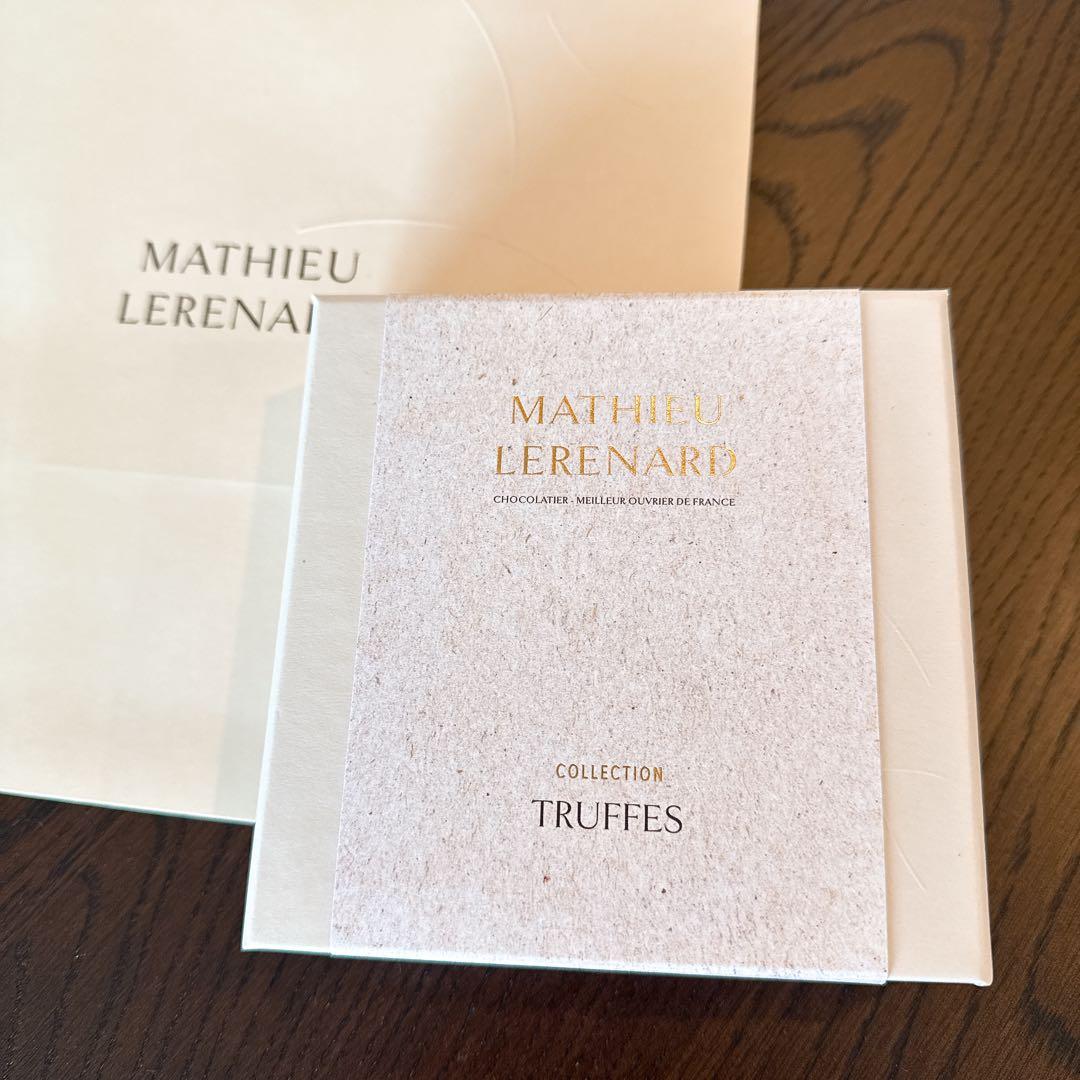 MATHIEU
LERENA
MATHIEU
LERENARD
CHOCOLATIER - MEILLEUR OUVRIER DE FRANCE
COLLECTION
TRUFFES